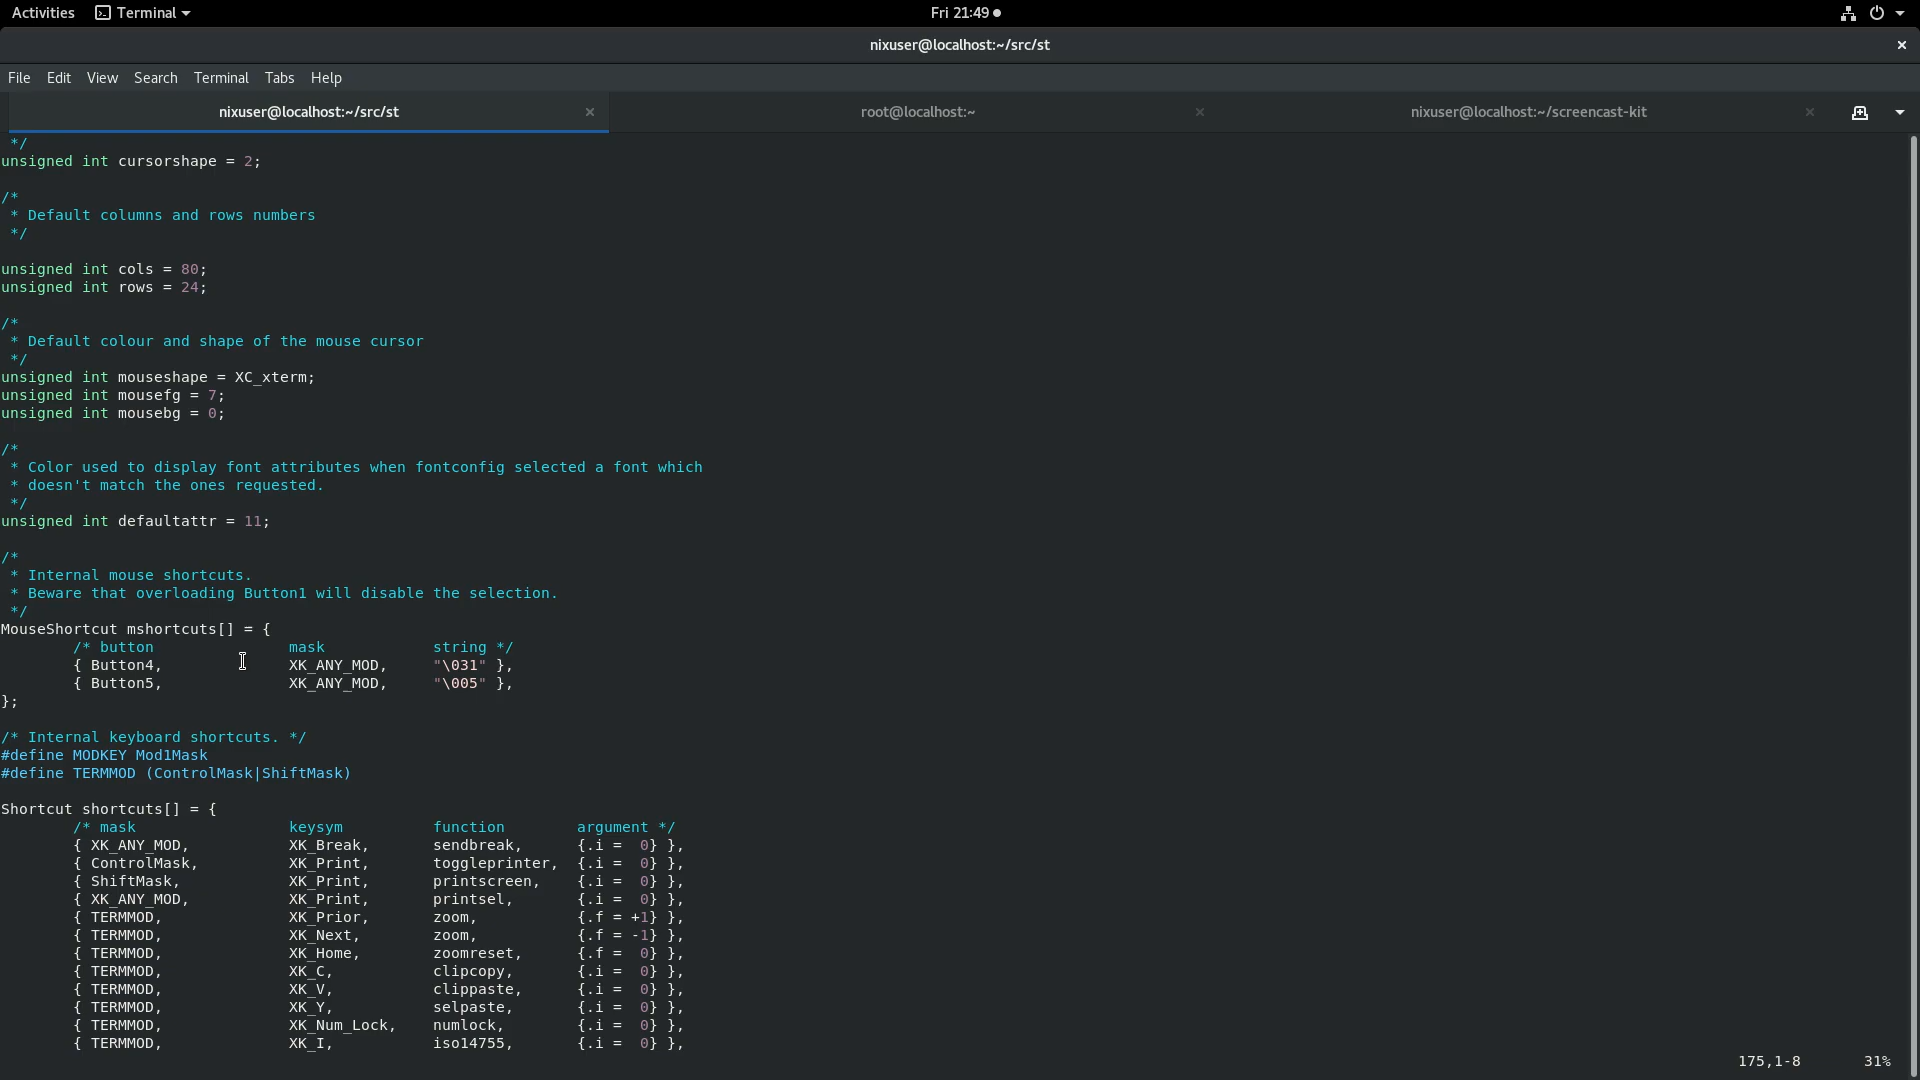 Activities Terminal Fri 21:49
nixuser@localhost:~/src/st
File Edit View Search Terminal Tabs Help
nixuser@localhost:~/src/st root@localhost:~ nixuser@localhost:~/screencast-kit
 */
unsigned int cursorshape = 2;
/*
 * Default columns and rows numbers
 */
unsigned int cols = 80;
unsigned int rows = 24;
/*
 * Default colour and shape of the mouse cursor
 */
unsigned int mouseshape = XC_xterm;
unsigned int mousefg = 7;
unsigned int mousebg = 0;
/*
 * Color used to display font attributes when fontconfig selected a font which
 * doesn't match the ones requested.
 */
unsigned int defaultattr = 11;
/*
 * Internal mouse shortcuts.
 * Beware that overloading Button1 will disable the selection.
 */
MouseShortcut mshortcuts[] = {
        /* button               mask            string */
        { Button4,              XK_ANY_MOD,     "\031" },
        { Button5,              XK_ANY_MOD,     "\005" },
};
/* Internal keyboard shortcuts. */
#define MODKEY Mod1Mask
#define TERMMOD (ControlMask|ShiftMask)
Shortcut shortcuts[] = {
        /* mask                 keysym          function        argument */
        { XK_ANY_MOD,           XK_Break,       sendbreak,      {.i =  0} },
        { ControlMask,          XK_Print,       toggleprinter,  {.i =  0} },
        { ShiftMask,            XK_Print,       printscreen,    {.i =  0} },
        { XK_ANY_MOD,           XK_Print,       printsel,       {.i =  0} },
        { TERMMOD,              XK_Prior,       zoom,           {.f = +1} },
        { TERMMOD,              XK_Next,        zoom,           {.f = -1} },
        { TERMMOD,              XK_Home,        zoomreset,      {.f =  0} },
        { TERMMOD,              XK_C,           clipcopy,       {.i =  0} },
        { TERMMOD,              XK_V,           clippaste,      {.i =  0} },
        { TERMMOD,              XK_Y,           selpaste,       {.i =  0} },
        { TERMMOD,              XK_Num_Lock,    numlock,        {.i =  0} },
        { TERMMOD,              XK_I,           iso14755,       {.i =  0} },
175,1-8 31%